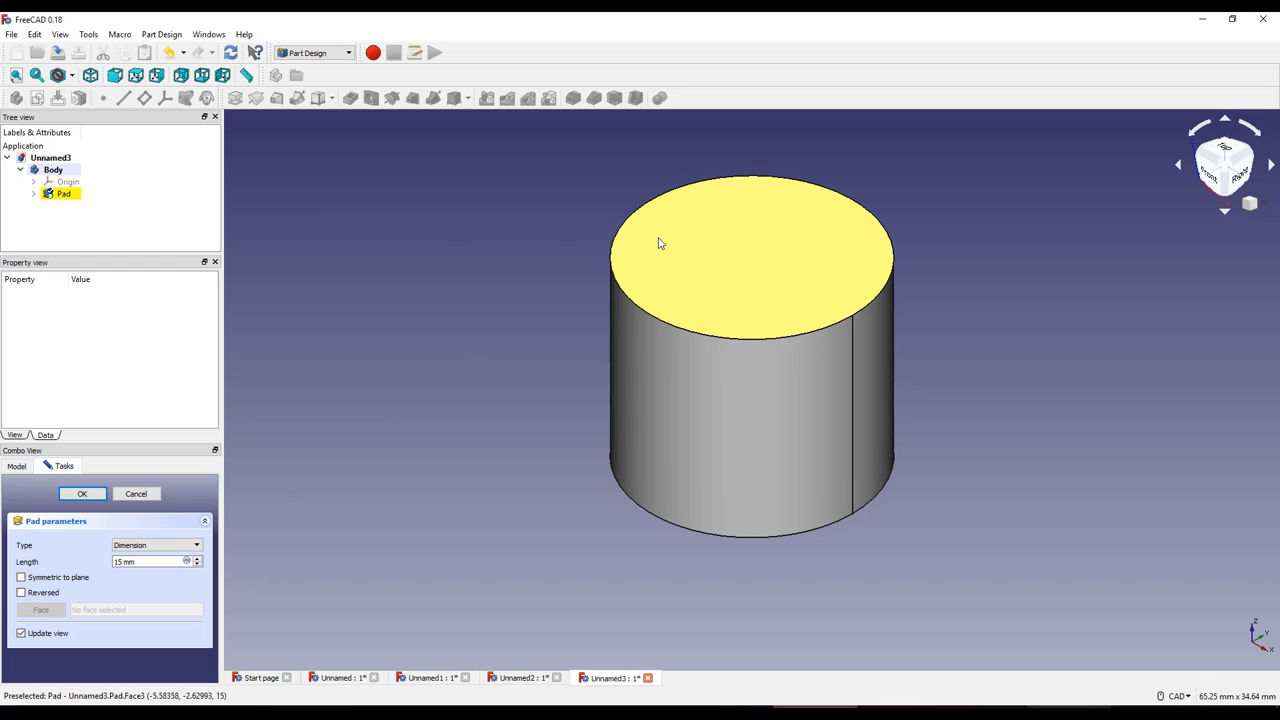 FreeCAD 0.18
File Edit View Tools Macro Part Design Windows Help
Part Design
Tree view
Labels & Attributes
Application
Unnamed3
Body
Origin
Pad
Property view
Property Value
View Data
Combo View
Model Tasks
OK Cancel
Pad parameters
Type Dimension
Length 15 mm
Symmetric to plane
Reversed
Face No face selected
Update view
Top
Front Right
Z
Y
X
Start page Unnamed : 1* Unnamed1 : 1* Unnamed2 : 1* Unnamed3 : 1*
Preselected: Pad - Unnamed3.Pad.Face3 (-5.58358, -2.62993, 15) CAD 65.25 mm x 34.64 mm